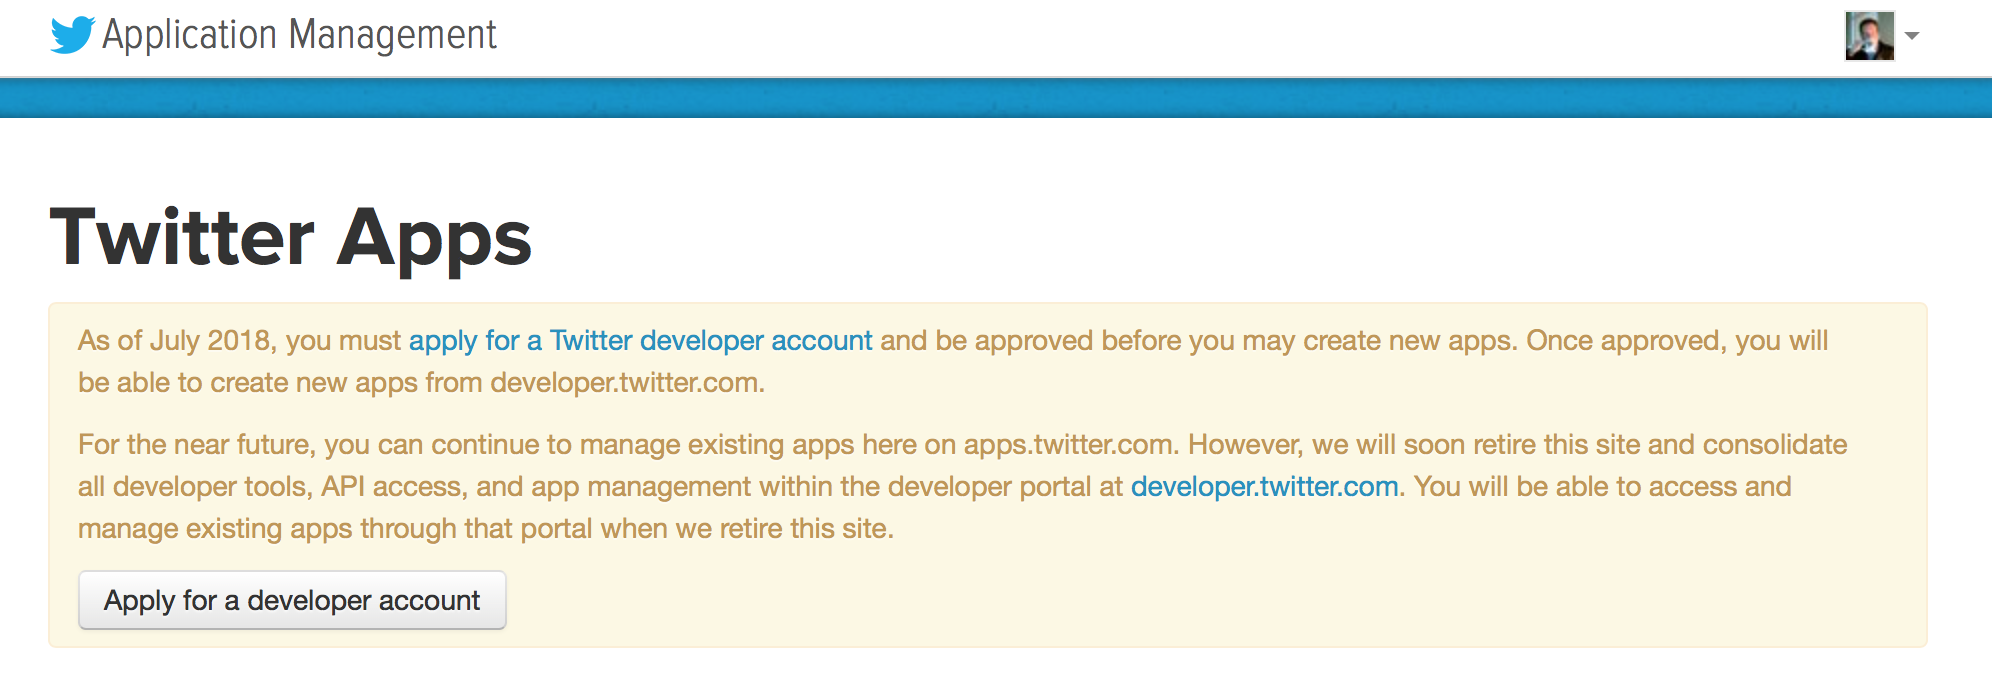 Application Management
Twitter Apps
As of July 2018, you must apply for a Twitter developer account and be approved before you may create new apps. Once approved, you will
be able to create new apps from developer.twitter.com.
For the near future, you can continue to manage existing apps here on apps.twitter.com. However, we will soon retire this site and consolidate
all developer tools, API access, and app management within the developer portal at developer.twitter.com. You will be able to access and
manage existing apps through that portal when we retire this site.
Apply for a developer account